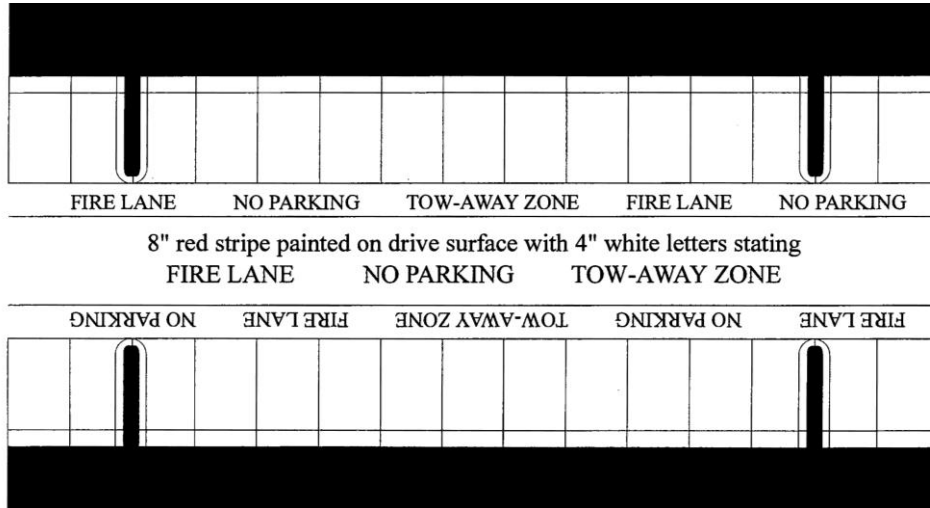 FIRE LANE NO PARKING TOW-AWAY ZONE FIRE LANE NO PARKING
8" red stripe painted on drive surface with 4" white letters stating
FIRE LANE NO PARKING TOW-AWAY ZONE
FIRE LANE NO PARKING TOW-AWAY ZONE FIRE LANE NO PARKING